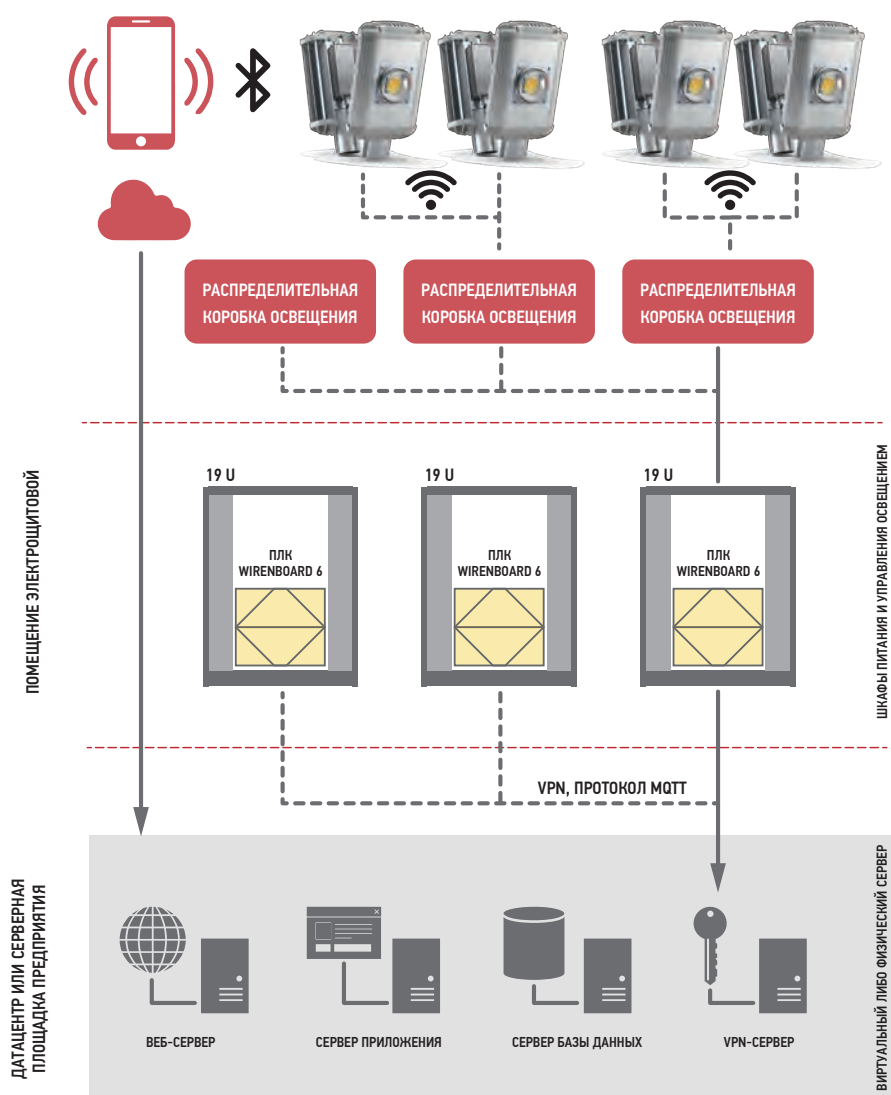 РАСПРЕДЕЛИТЕЛЬНАЯ
КОРОБКА ОСВЕЩЕНИЯ
РАСПРЕДЕЛИТЕЛЬНАЯ
КОРОБКА ОСВЕЩЕНИЯ
РАСПРЕДЕЛИТЕЛЬНАЯ
КОРОБКА ОСВЕЩЕНИЯ
ПОМЕЩЕНИЕ ЭЛЕКТРОЩИТОВОЙ
19 U
ПЛК
WIRENBOARD 6
19 U
ПЛК
WIRENBOARD 6
19 U
ПЛК
WIRENBOARD 6
ШКАФЫ ПИТАНИЯ И УПРАВЛЕНИЯ ОСВЕЩЕНИЕМ
VPN, ПРОТОКОЛ MQTT
ДАТАЦЕНТР ИЛИ СЕРВЕРНАЯ
ПЛОЩАДКА ПРЕДПРИЯТИЯ
ВЕБ-СЕРВЕР
СЕРВЕР ПРИЛОЖЕНИЯ
СЕРВЕР БАЗЫ ДАННЫХ
VPN-СЕРВЕР
ВИРТУАЛЬНЫЙ ЛИБО ФИЗИЧЕСКИЙ СЕРВЕР